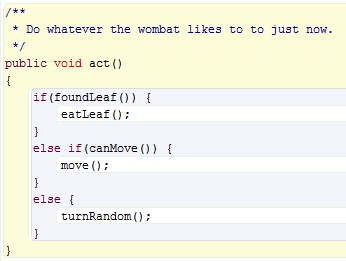 /**
 * Do whatever the wombat likes to to just now.
 */
public void act()
{
    if(foundLeaf()) {
        eatLeaf();
    }
    else if(canMove()) {
        move();
    }
    else {
        turnRandom();
    }
}